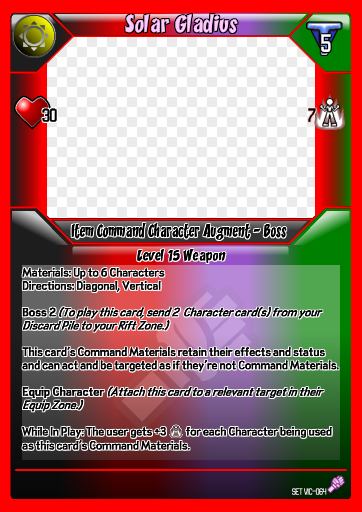 Solar Gladius
5
30
7
Item Command Character Augment - Boss
Level 15 Weapon
Materials: Up to 6 Characters
Directions: Diagonal, Vertical
Boss 2 (To play this card, send 2 Character card(s) from your
Discard Pile to your Rift Zone.)
This card's Command Materials retain their effects and status
and can act and be targeted as if they're not Command Materials.
Equip Character (Attach this card to a relevant target in their
Equip Zone.)
While In Play: The user gets +3 for each Character being used
as this card's Command Materials.
SET VIC-064